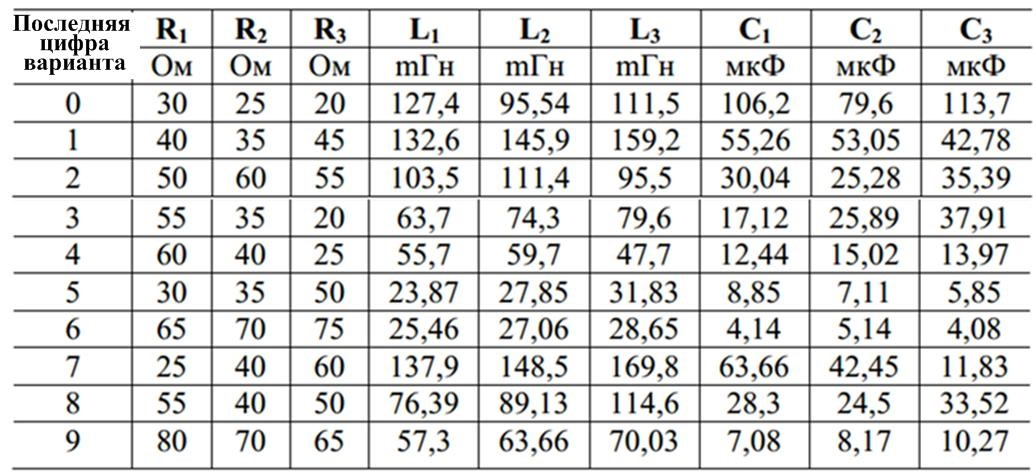 Последняя цифра варианта R₁ R₂ R₃ L₁ L₂ L₃ C₁ C₂ C₃
Ом Ом Ом mГн mГн mГн мкФ мкФ мкФ
0 30 25 20 127,4 95,54 111,5 106,2 79,6 113,7
1 40 35 45 132,6 145,9 159,2 55,26 53,05 42,78
2 50 60 55 103,5 111,4 95,5 30,04 25,28 35,39
3 55 35 20 63,7 74,3 79,6 17,12 25,89 37,91
4 60 40 25 55,7 59,7 47,7 12,44 15,02 13,97
5 30 35 50 23,87 27,85 31,83 8,85 7,11 5,85
6 65 70 75 25,46 27,06 28,65 4,14 5,14 4,08
7 25 40 60 137,9 148,5 169,8 63,66 42,45 11,83
8 55 40 50 76,39 89,13 114,6 28,3 24,5 33,52
9 80 70 65 57,3 63,66 70,03 7,08 8,17 10,27